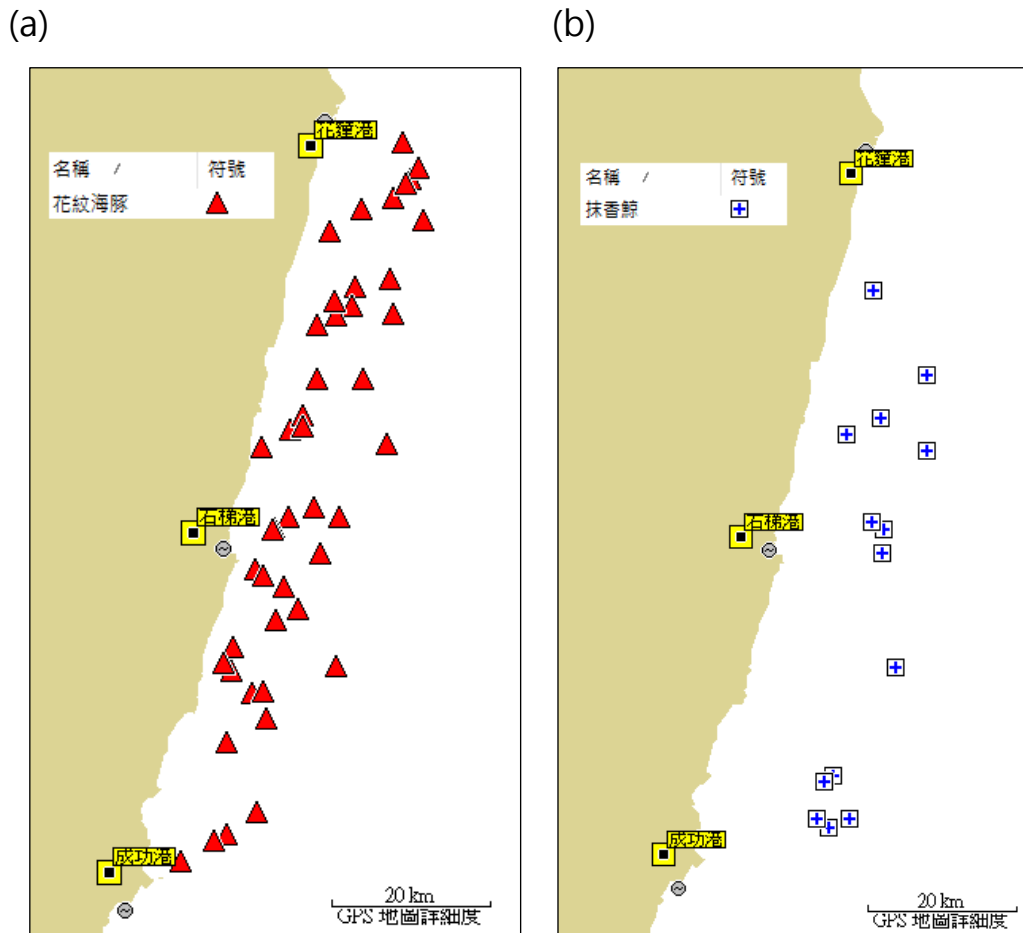 (a)
(b)
花蓮港
名稱 / 符號
花紋海豚
石梯港
成功港
20 km
GPS 地圖詳細度
花蓮港
名稱 / 符號
抹香鯨
石梯港
成功港
20 km
GPS 地圖詳細度